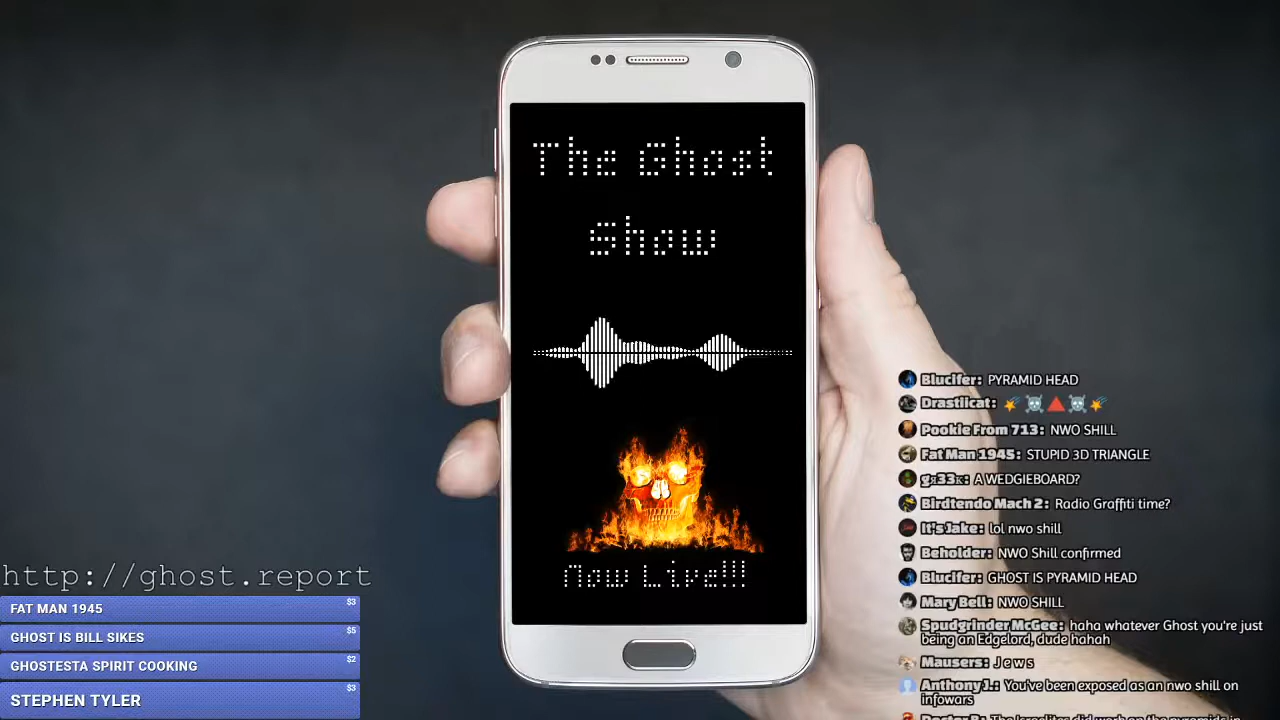 The Ghost
Show
Now Live!!!
http://ghost.report
FAT MAN 1945 $3
GHOST IS BILL SIKES $5
GHOSTESTA SPIRIT COOKING $2
STEPHEN TYLER $3
Blucifer: PYRAMID HEAD
Drastlicat: 💥☠️🔺☠️💥
Pookie From 713: NWO SHILL
Fat Man 1945: STUPID 3D TRIANGLE
gя33к: A WEDGIEBOARD?
Birdtendo Mach 2: Radio Graffiti time?
It's Jake: lol nwo shill
Beholder: NWO Shill confirmed
Blucifer: GHOST IS PYRAMID HEAD
Mary Bell: NWO SHILL
Spudgrinder McGee: haha whatever Ghost you're just
being an Edgelord, dude hahah
Mausers: J e w s
Anthony J.: You've been exposed as an nwo shill on
infowars